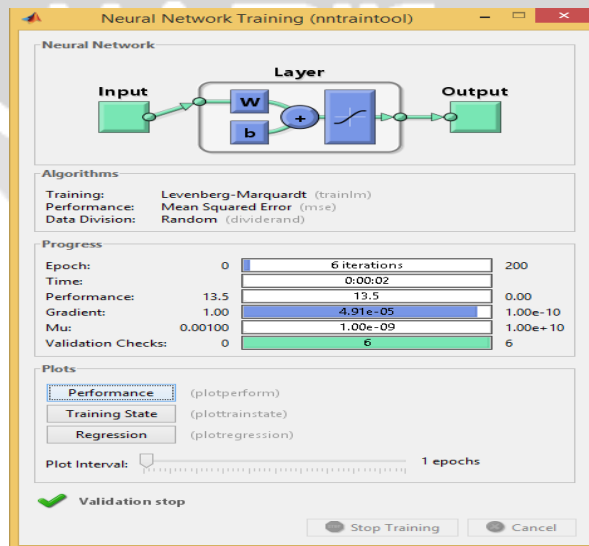 Neural Network Training (nntraintool)
Neural Network
Layer
Input
Output
W
b
+
Algorithms
Training: Levenberg-Marquardt (trainlm)
Performance: Mean Squared Error (mse)
Data Division: Random (dividerand)
Progress
Epoch: 0 6 iterations 200
Time: 0:00:02
Performance: 13.5 13.5 0.00
Gradient: 1.00 4.91e-05 1.00e-10
Mu: 0.00100 1.00e-09 1.00e+10
Validation Checks: 0 6 6
Plots
Performance (plotperform)
Training State (plottrainstate)
Regression (plotregression)
Plot Interval: 1 epochs
Validation stop
Stop Training Cancel